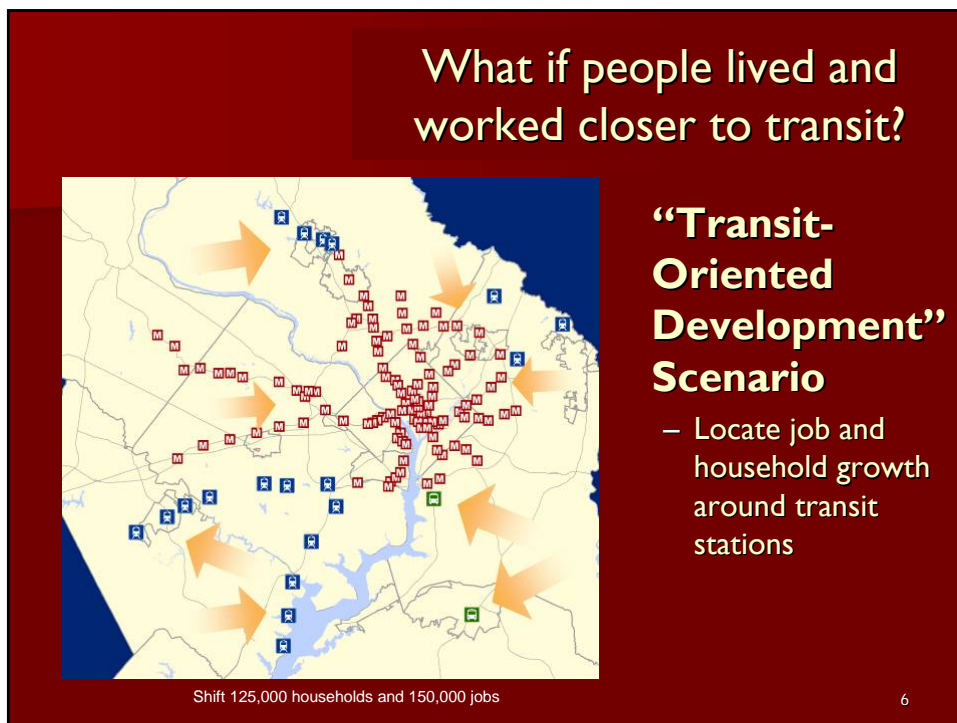 What if people lived and
worked closer to transit?
“Transit-
Oriented
Development”
Scenario
– Locate job and
household growth
around transit
stations
Shift 125,000 households and 150,000 jobs
6